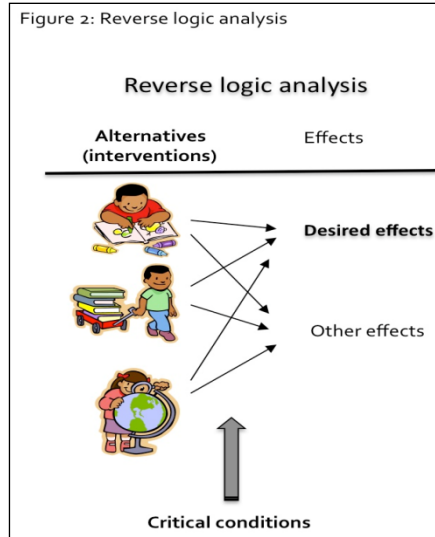 Figure 2: Reverse logic analysis
Reverse logic analysis
Alternatives
(interventions)
Effects
Desired effects
Other effects
Critical conditions